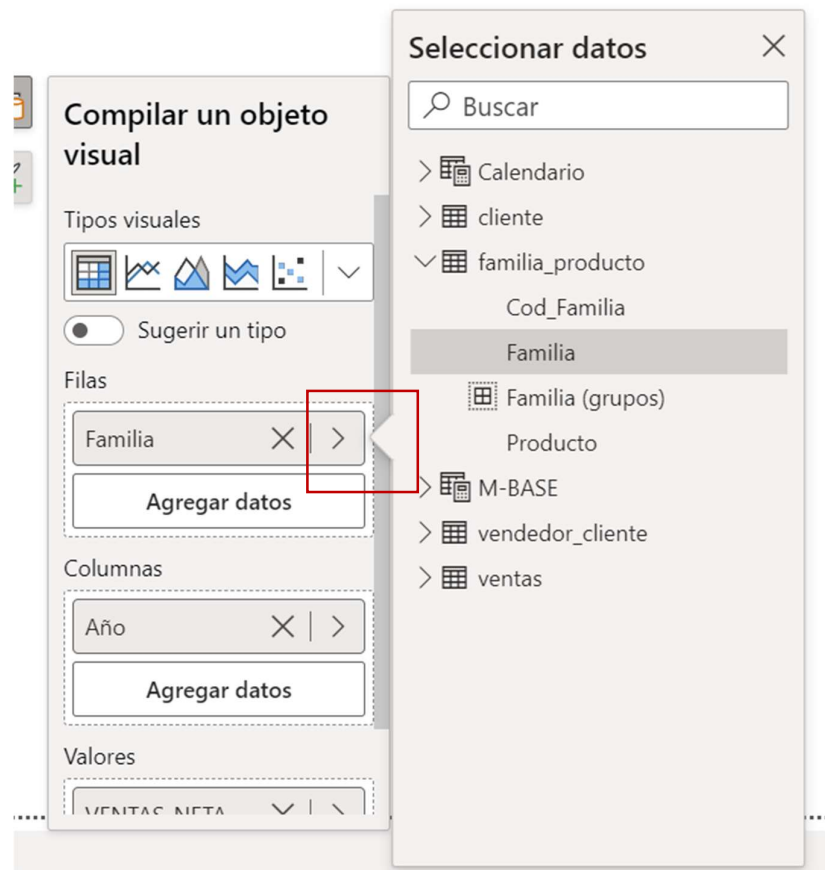 Compilar un objeto
visual
Tipos visuales
Sugerir un tipo
Filas
Familia
Agregar datos
Columnas
Año
Agregar datos
Valores
VENTAS_NETA
Seleccionar datos
Buscar
Calendario
cliente
familia_producto
Cod_Familia
Familia
Familia (grupos)
Producto
M-BASE
vendedor_cliente
ventas